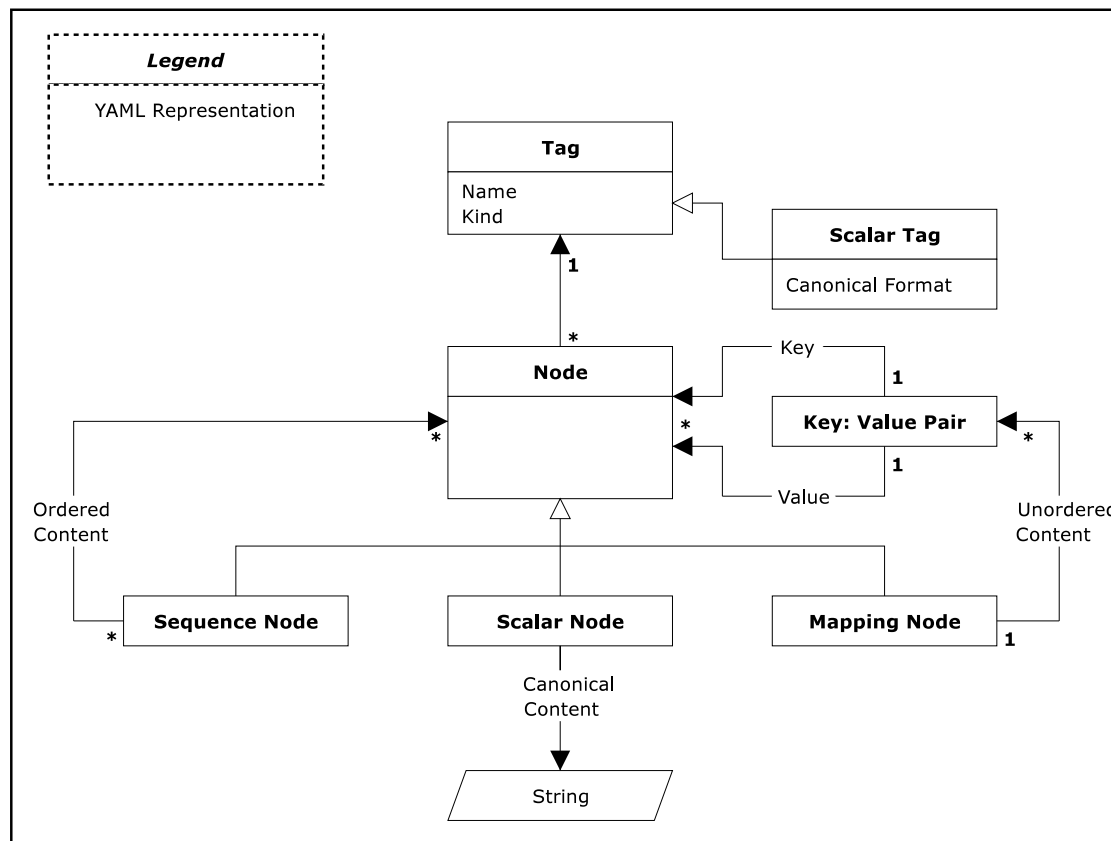 Legend
YAML Representation
Tag
Name
Kind
Scalar Tag
Canonical Format
1
*
Node
Key
1
Key: Value Pair
*
*
*
1
Value
Ordered
Content
Unordered
Content
Sequence Node
*
Scalar Node
Mapping Node
1
Canonical
Content
String